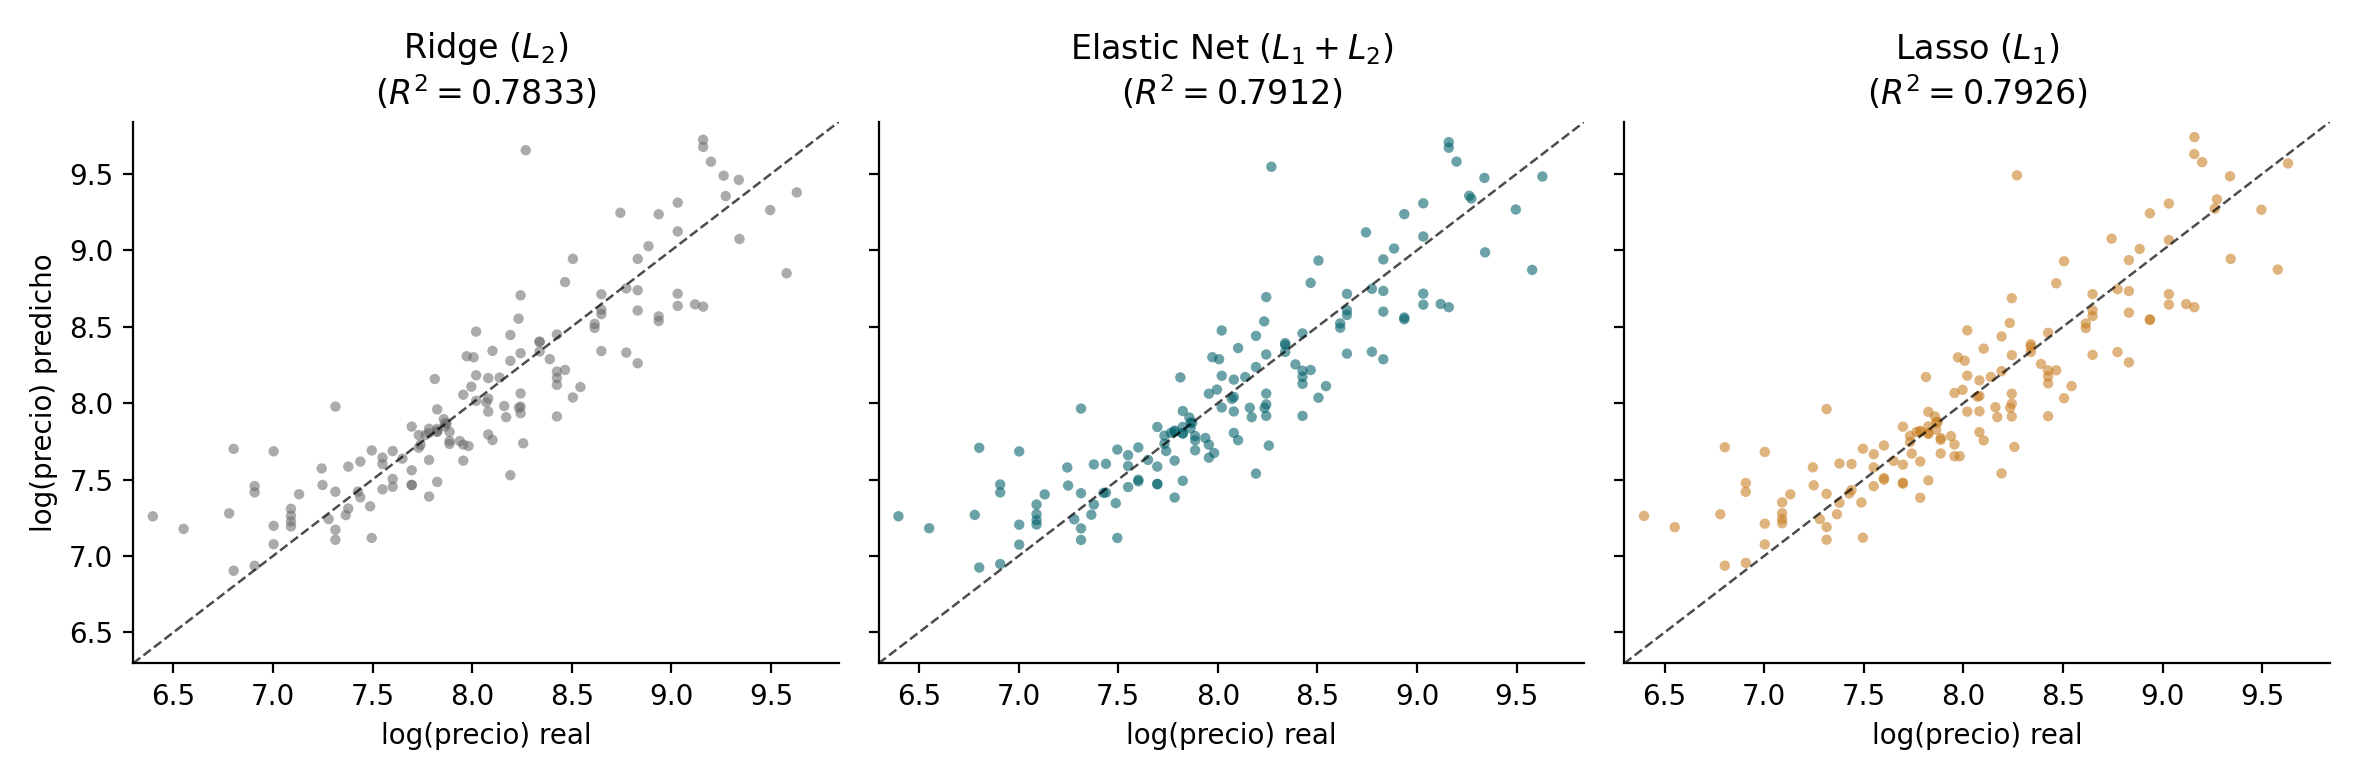 Ridge (L₂)
(R² = 0.7833)
Elastic Net (L₁ + L₂)
(R² = 0.7912)
Lasso (L₁)
(R² = 0.7926)
log(precio) predicho
9.5
9.0
8.5
8.0
7.5
7.0
6.5
6.5 7.0 7.5 8.0 8.5 9.0 9.5
log(precio) real
6.5 7.0 7.5 8.0 8.5 9.0 9.5
log(precio) real
6.5 7.0 7.5 8.0 8.5 9.0 9.5
log(precio) real